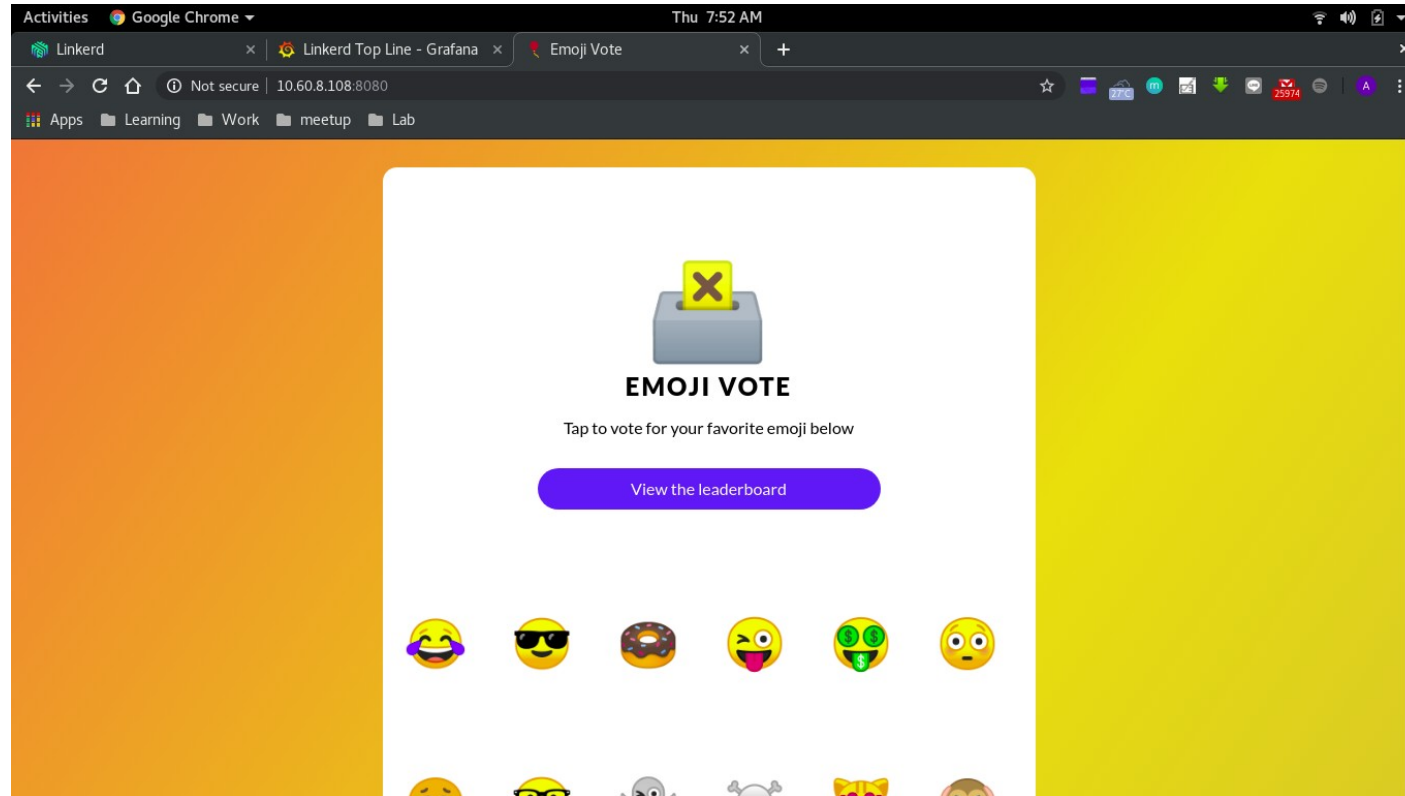 Activities Google Chrome Thu 7:52 AM
Linkerd Linkerd Top Line - Grafana Emoji Vote
Not secure 10.60.8.108:8080 27°C m 25974 A
Apps Learning Work meetup Lab
EMOJI VOTE
Tap to vote for your favorite emoji below
View the leaderboard